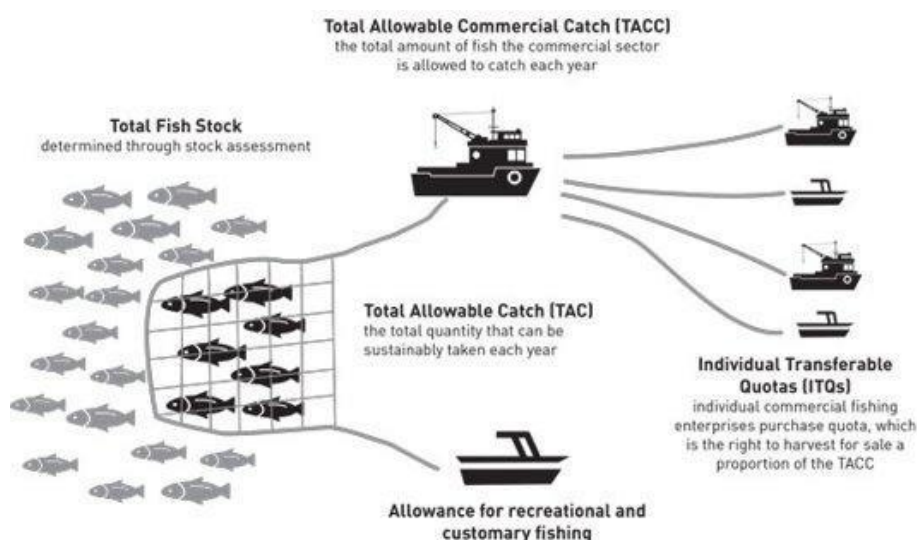 Total Allowable Commercial Catch (TACC)
the total amount of fish the commercial sector
is allowed to catch each year
Total Fish Stock
determined through stock assessment
Total Allowable Catch (TAC)
the total quantity that can be
sustainably taken each year
Individual Transferable
Quotas (ITQs)
individual commercial fishing
enterprises purchase quota, which
is the right to harvest for sale a
proportion of the TACC
Allowance for recreational and
customary fishing